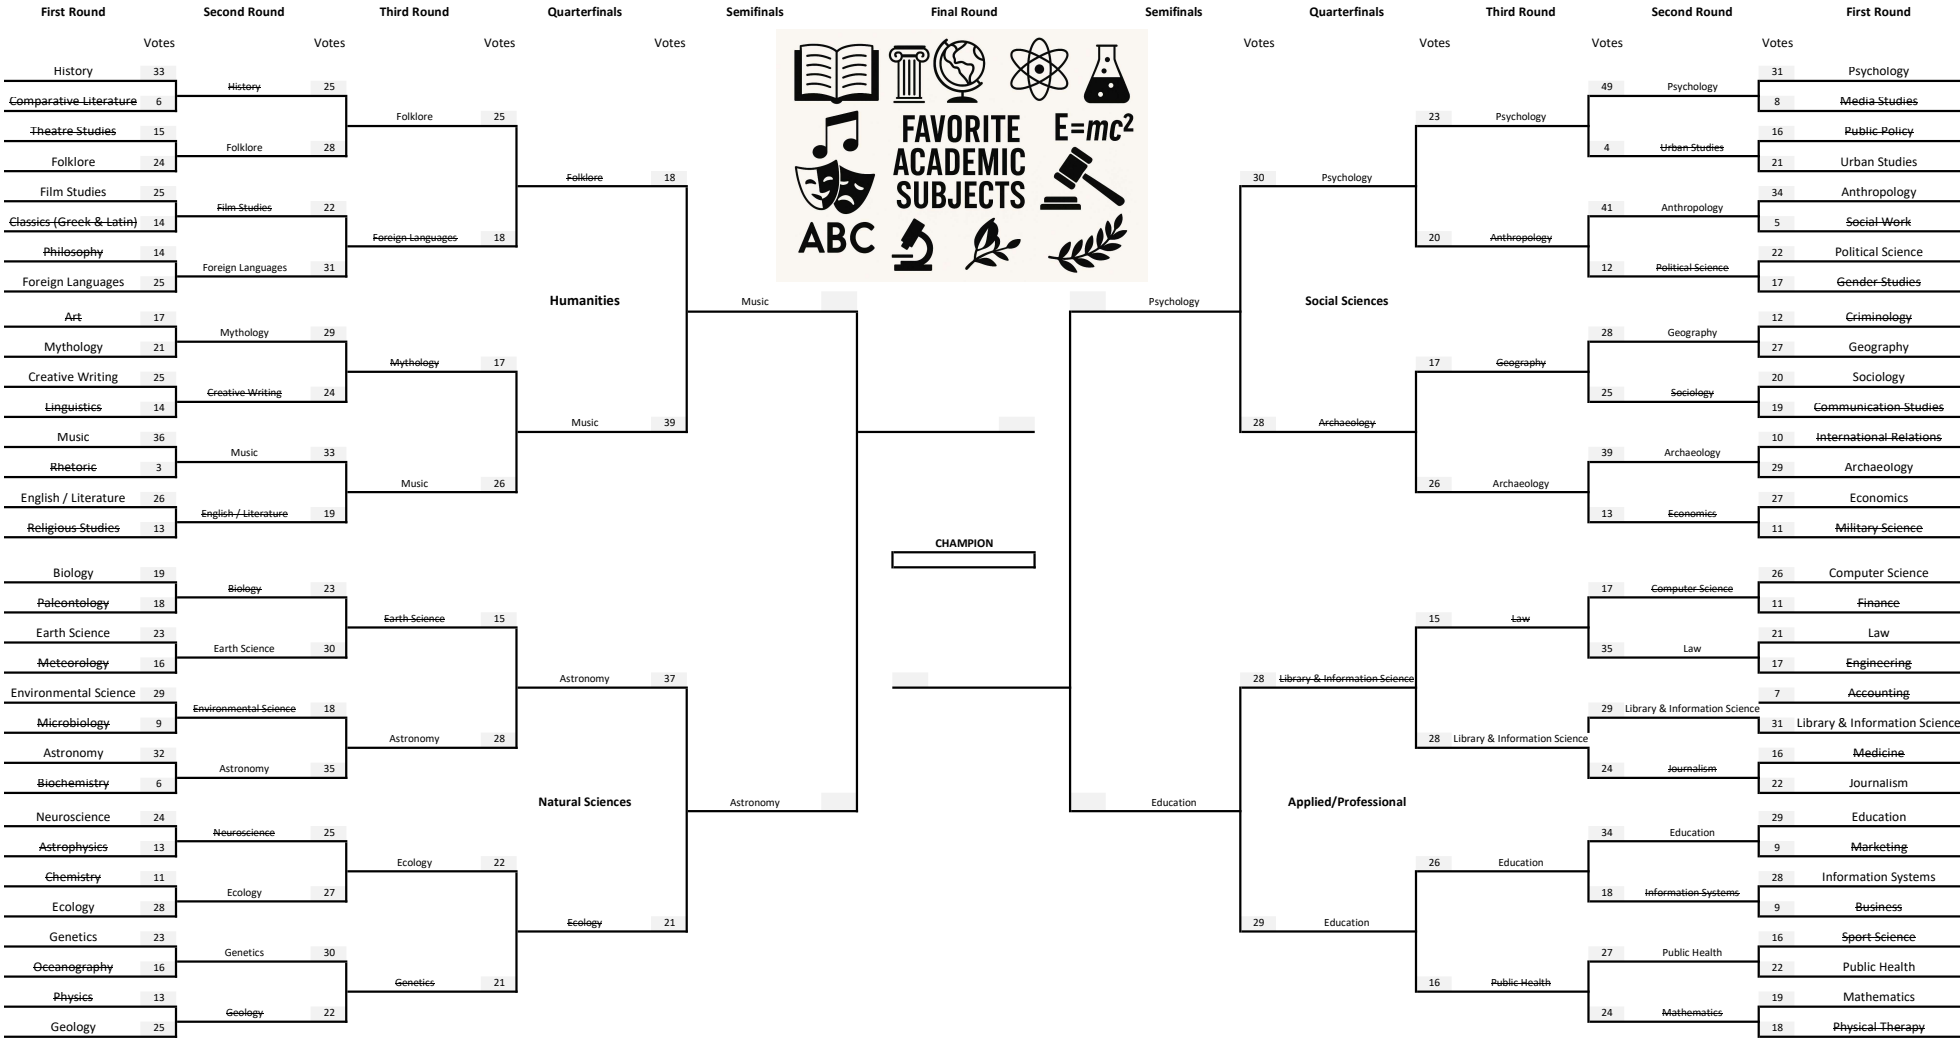 First Round Second Round Third Round Quarterfinals Semifinals Final Round Semifinals Quarterfinals Third Round Second Round First Round
Votes Votes Votes Votes Votes Votes Votes Votes
History 33
Comparative Literature 6
Theatre Studies 15
Folklore 24
Film Studies 25
Classics (Greek & Latin) 14
Philosophy 14
Foreign Languages 25
Art 17
Mythology 21
Creative Writing 25
Linguistics 14
Music 36
Rhetoric 3
English / Literature 26
Religious Studies 13
Biology 19
Paleontology 18
Earth Science 23
Meteorology 16
Environmental Science 29
Microbiology 9
Astronomy 32
Biochemistry 6
Neuroscience 24
Astrophysics 13
Chemistry 11
Ecology 28
Genetics 23
Oceanography 16
Physics 13
Geology 25
History 25
Folklore 28
Film Studies 22
Foreign Languages 31
Mythology 29
Creative Writing 24
Music 33
English / Literature 19
Biology 23
Earth Science 30
Environmental Science 18
Astronomy 35
Neuroscience 25
Ecology 27
Genetics 30
Geology 22
Folklore 25
Foreign Languages 18
Mythology 17
Music 26
Earth Science 15
Astronomy 28
Ecology 22
Genetics 21
Folklore 18
Humanities
Music 39
Astronomy 37
Natural Sciences
Ecology 21
Music
Astronomy
FAVORITE
ACADEMIC
SUBJECTS
E=mc²
ABC
CHAMPION
Psychology
Education
30 Psychology
Social Sciences
28 Archaeology
28 Library & Information Science
Applied/Professional
29 Education
23 Psychology
20 Anthropology
17 Geography
26 Archaeology
15 Law
28 Library & Information Science
26 Education
16 Public Health
49 Psychology
4 Urban Studies
41 Anthropology
12 Political Science
28 Geography
25 Sociology
39 Archaeology
13 Economics
17 Computer Science
35 Law
29 Library & Information Science
24 Journalism
34 Education
18 Information Systems
27 Public Health
24 Mathematics
31 Psychology
8 Media Studies
16 Public Policy
21 Urban Studies
34 Anthropology
5 Social Work
22 Political Science
17 Gender Studies
12 Criminology
27 Geography
20 Sociology
19 Communication Studies
10 International Relations
29 Archaeology
27 Economics
11 Military Science
26 Computer Science
11 Finance
21 Law
17 Engineering
7 Accounting
31 Library & Information Science
16 Medicine
22 Journalism
29 Education
9 Marketing
28 Information Systems
9 Business
16 Sport Science
22 Public Health
19 Mathematics
18 Physical Therapy